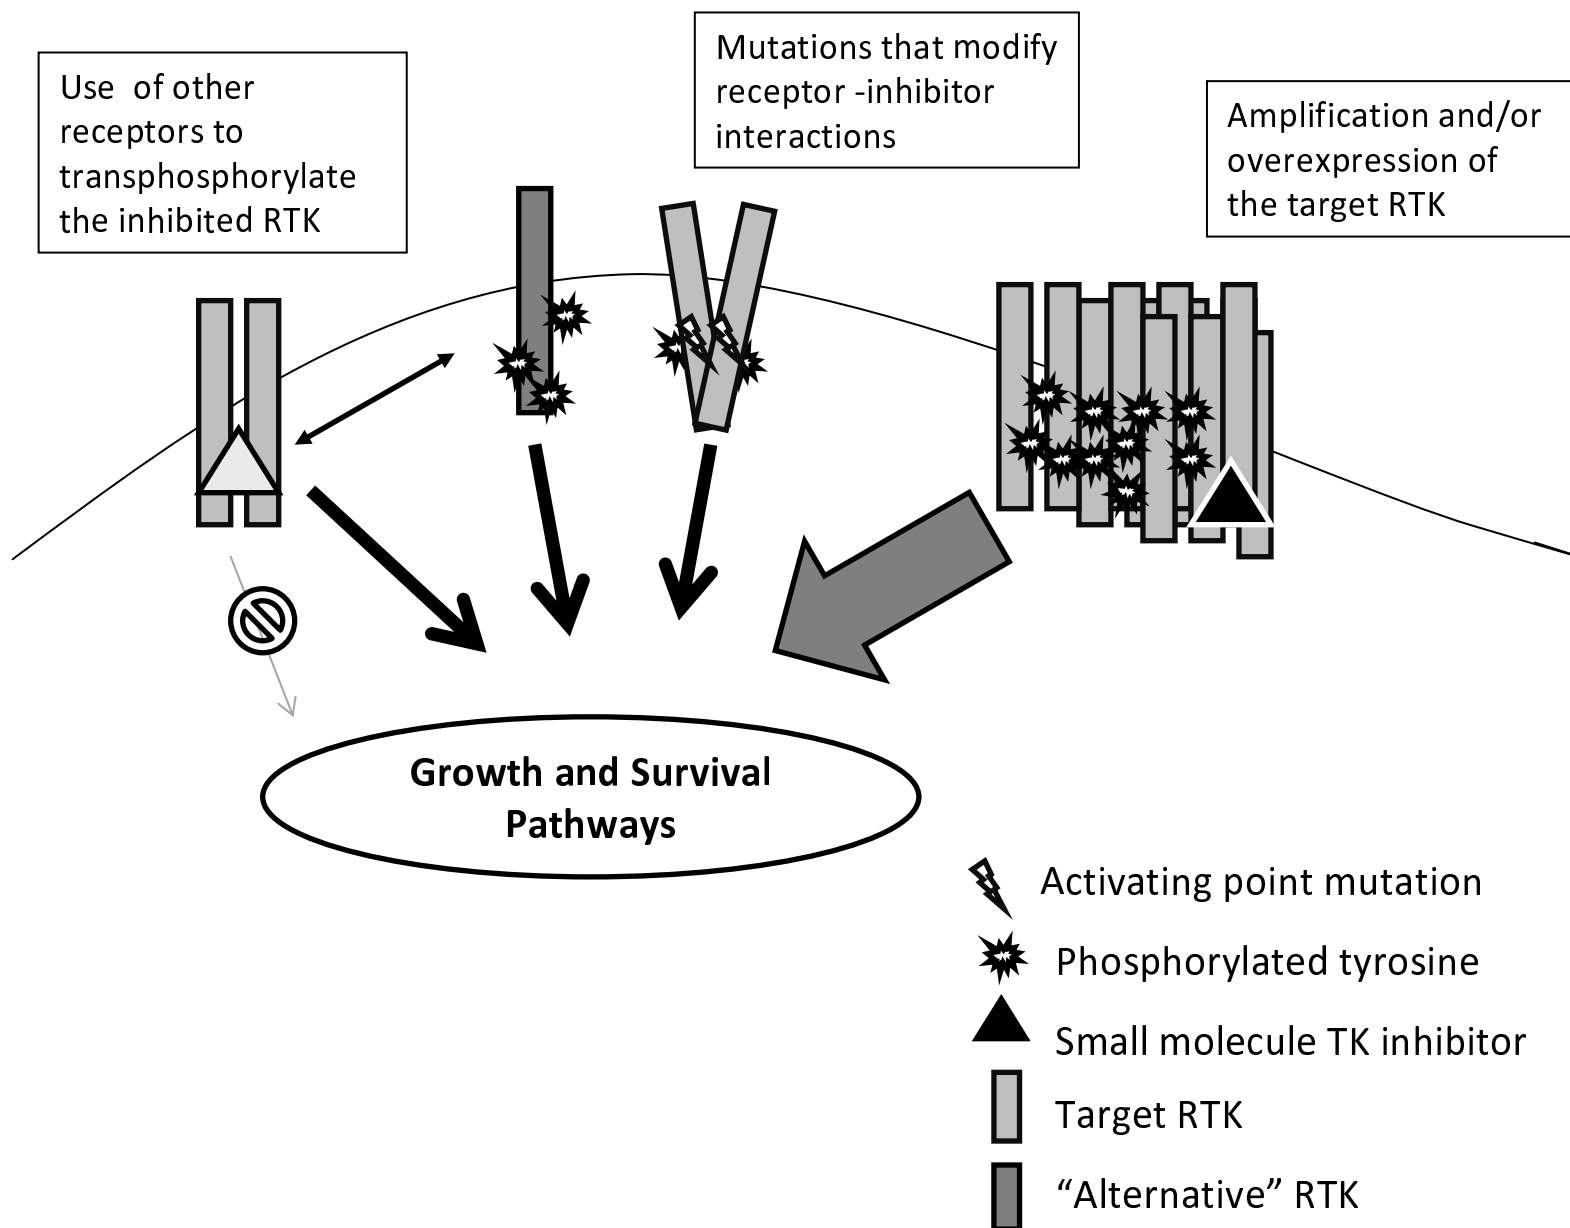 Use of other
receptors to
transphosphorylate
the inhibited RTK
Mutations that modify
receptor -inhibitor
interactions
Amplification and/or
overexpression of
the target RTK
Growth and Survival
Pathways
Activating point mutation
Phosphorylated tyrosine
Small molecule TK inhibitor
Target RTK
“Alternative” RTK